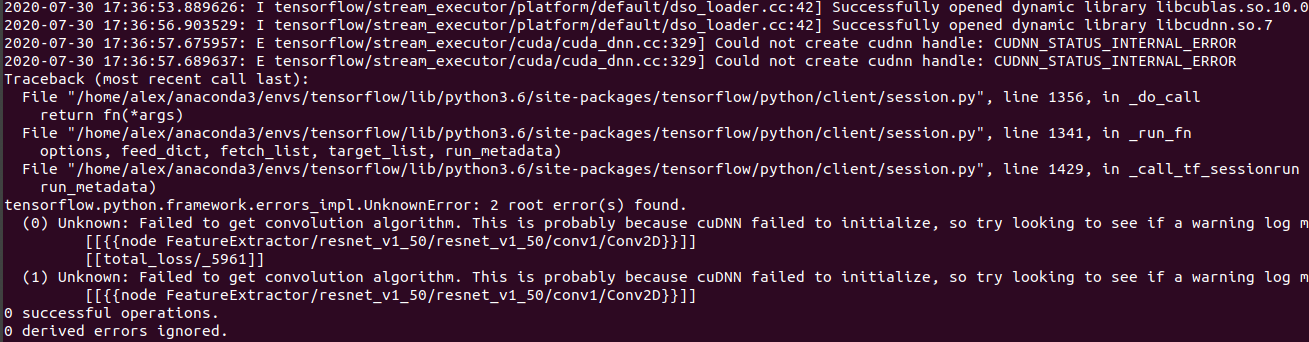 2020-07-30 17:36:53.889626: I tensorflow/stream_executor/platform/default/dso_loader.cc:42] Successfully opened dynamic library libcublas.so.10.0
2020-07-30 17:36:56.903529: I tensorflow/stream_executor/platform/default/dso_loader.cc:42] Successfully opened dynamic library libcudnn.so.7
2020-07-30 17:36:57.675957: E tensorflow/stream_executor/cuda/cuda_dnn.cc:329] Could not create cudnn handle: CUDNN_STATUS_INTERNAL_ERROR
2020-07-30 17:36:57.689637: E tensorflow/stream_executor/cuda/cuda_dnn.cc:329] Could not create cudnn handle: CUDNN_STATUS_INTERNAL_ERROR
Traceback (most recent call last):
  File "/home/alex/anaconda3/envs/tensorflow/lib/python3.6/site-packages/tensorflow/python/client/session.py", line 1356, in _do_call
    return fn(*args)
  File "/home/alex/anaconda3/envs/tensorflow/lib/python3.6/site-packages/tensorflow/python/client/session.py", line 1341, in _run_fn
    options, feed_dict, fetch_list, target_list, run_metadata)
  File "/home/alex/anaconda3/envs/tensorflow/lib/python3.6/site-packages/tensorflow/python/client/session.py", line 1429, in _call_tf_sessionrun
    run_metadata)
tensorflow.python.framework.errors_impl.UnknownError: 2 root error(s) found.
  (0) Unknown: Failed to get convolution algorithm. This is probably because cuDNN failed to initialize, so try looking to see if a warning log m
         [[{{node FeatureExtractor/resnet_v1_50/resnet_v1_50/conv1/Conv2D}}]]
         [[total_loss/_5961]]
  (1) Unknown: Failed to get convolution algorithm. This is probably because cuDNN failed to initialize, so try looking to see if a warning log m
         [[{{node FeatureExtractor/resnet_v1_50/resnet_v1_50/conv1/Conv2D}}]]
0 successful operations.
0 derived errors ignored.